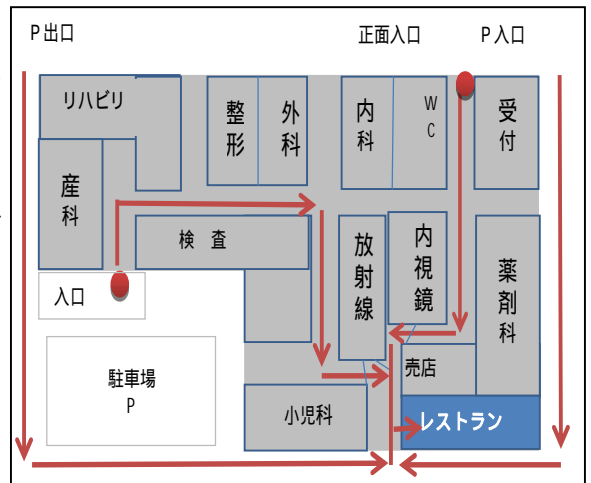 P出口
正面入口
P入口
リハビリ
整形
外科
内科
WC
受付
産科
検 査
放射線
内視鏡
薬剤科
入口
駐車場
P
売店
小児科
レストラン